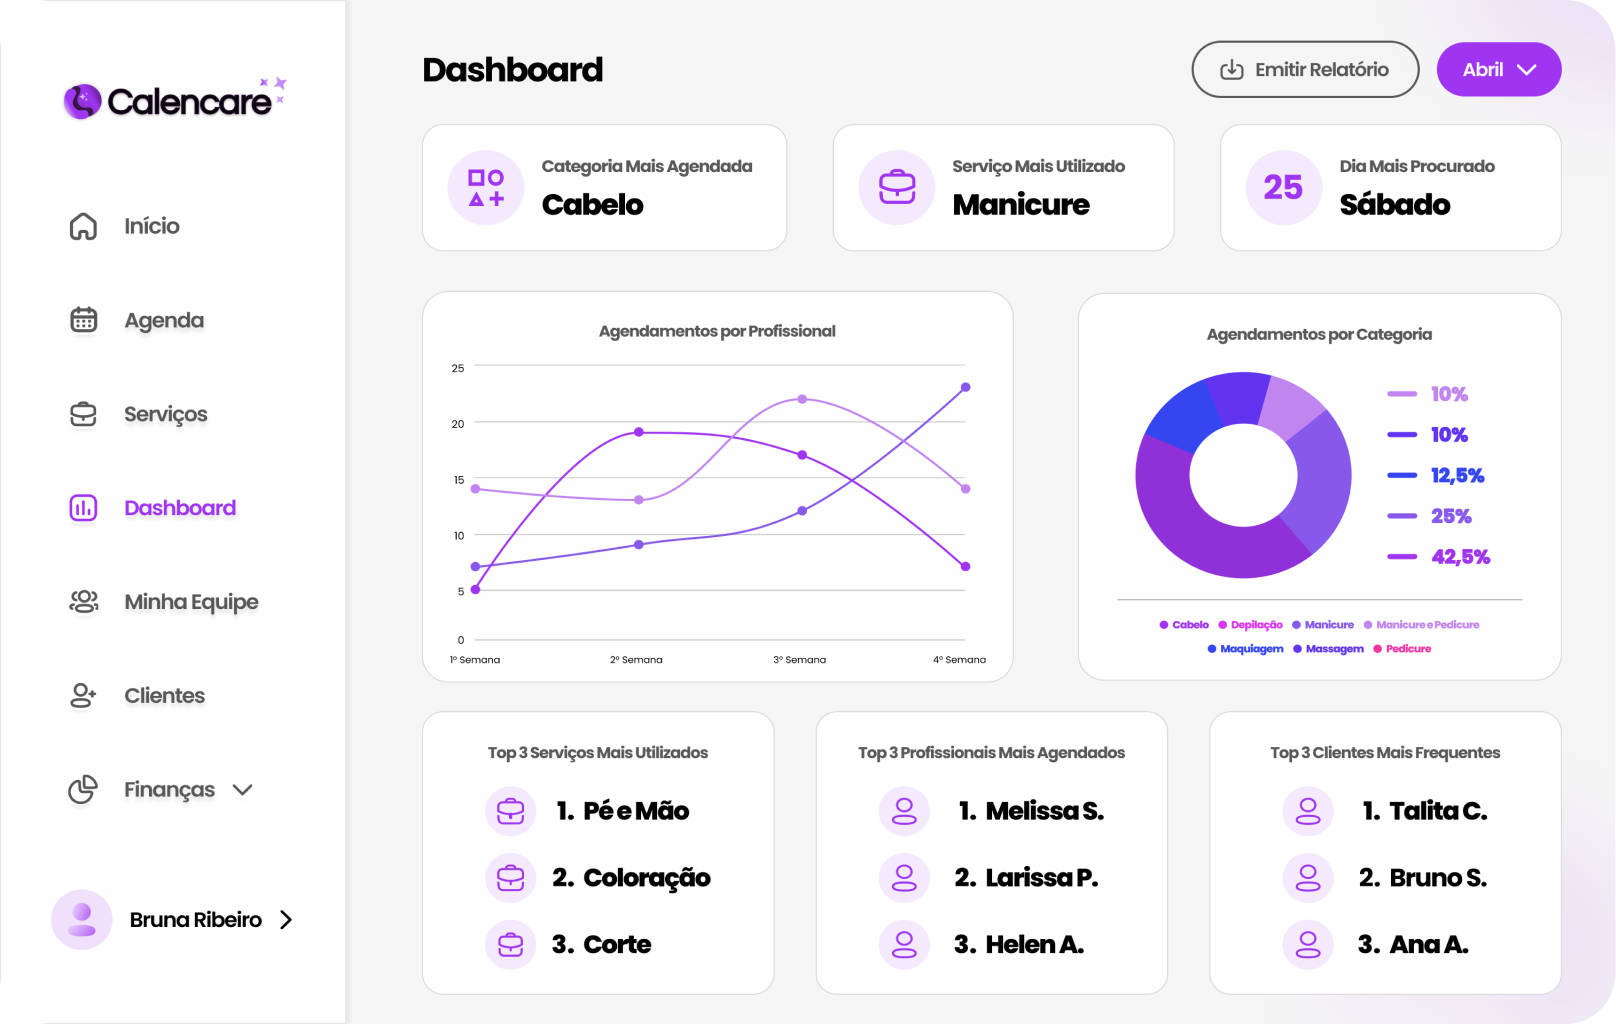 Calencare
Início
Agenda
Serviços
Dashboard
Minha Equipe
Clientes
Finanças
Bruna Ribeiro
Dashboard
Emitir Relatório
Abril
Categoria Mais Agendada
Cabelo
Serviço Mais Utilizado
Manicure
25
Dia Mais Procurado
Sábado
Agendamentos por Profissional
25
20
15
10
5
0
1º Semana 2º Semana 3º Semana 4º Semana
Agendamentos por Categoria
10%
10%
12,5%
25%
42,5%
Cabelo Depilação Manicure Manicure e Pedicure
Maquiagem Massagem Pedicure
Top 3 Serviços Mais Utilizados
1. Pé e Mão
2. Coloração
3. Corte
Top 3 Profissionais Mais Agendados
1. Melissa S.
2. Larissa P.
3. Helen A.
Top 3 Clientes Mais Frequentes
1. Talita C.
2. Bruno S.
3. Ana A.